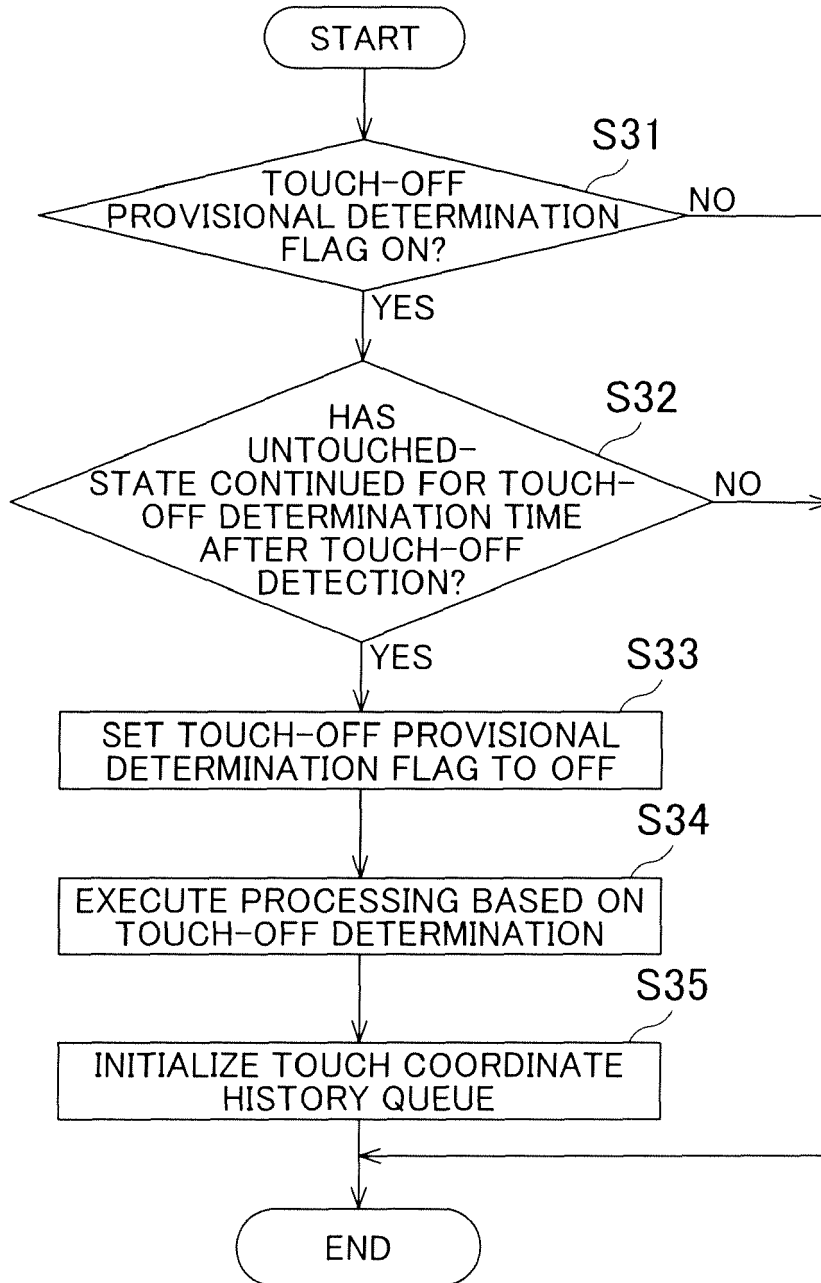 START
S31
TOUCH-OFF
PROVISIONAL DETERMINATION
FLAG ON?
NO
YES
S32
HAS
UNTOUCHED-
STATE CONTINUED FOR TOUCH-
OFF DETERMINATION TIME
AFTER TOUCH-OFF
DETECTION?
NO
YES
S33
SET TOUCH-OFF PROVISIONAL
DETERMINATION FLAG TO OFF
S34
EXECUTE PROCESSING BASED ON
TOUCH-OFF DETERMINATION
S35
INITIALIZE TOUCH COORDINATE
HISTORY QUEUE
END